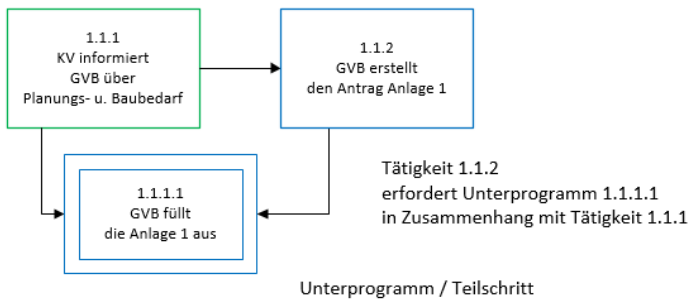 1.1.1
KV informiert
GVB über
Planungs- u. Baubedarf
1.1.2
GVB erstellt
den Antrag Anlage 1
1.1.1.1
GVB füllt
die Anlage 1 aus
Tätigkeit 1.1.2
erfordert Unterprogramm 1.1.1.1
in Zusammenhang mit Tätigkeit 1.1.1
Unterprogramm / Teilschritt